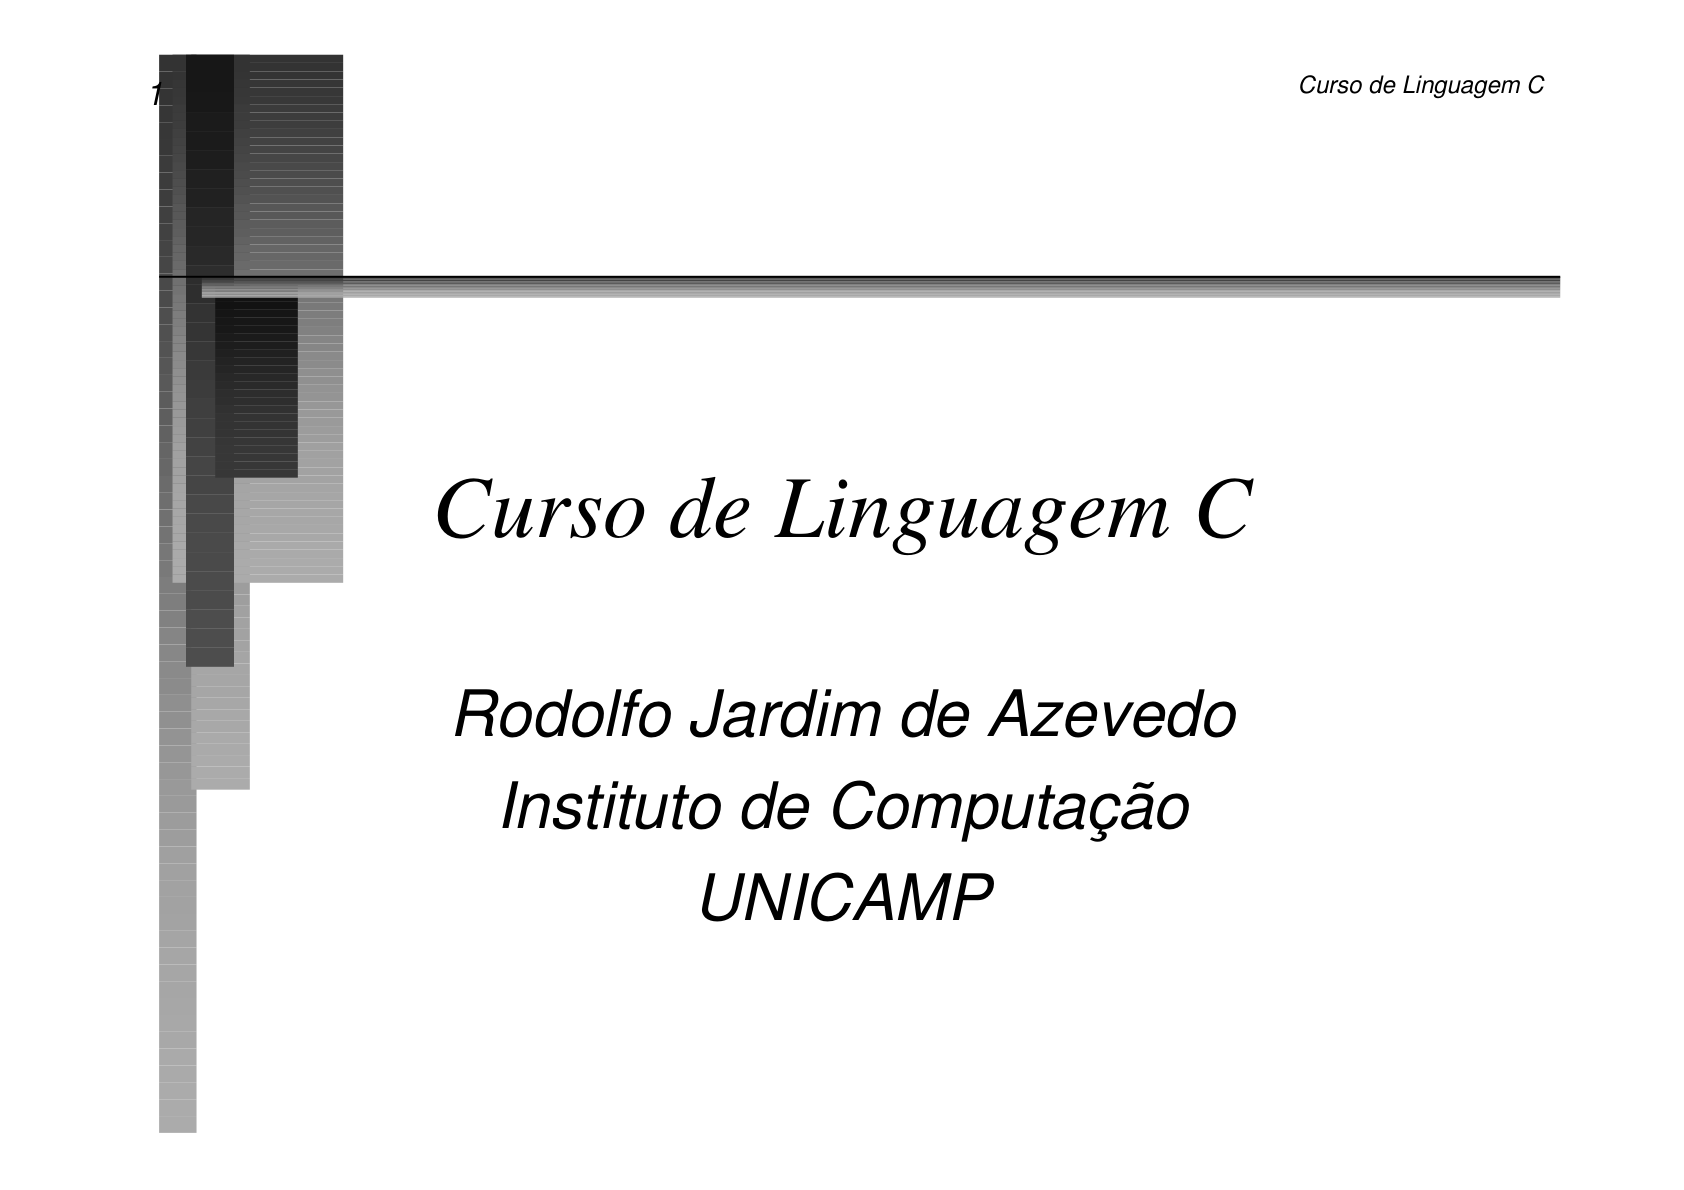 1
Curso de Linguagem C
Curso de Linguagem C
Rodolfo Jardim de Azevedo
Instituto de Computação
UNICAMP